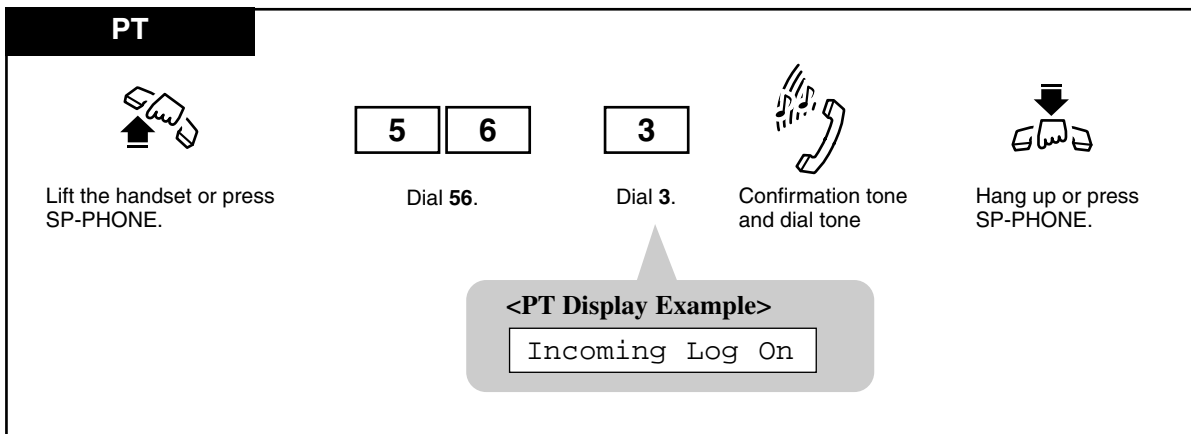 PT
5 6
3
Lift the handset or press
SP-PHONE.
Dial 56.
Dial 3.
Confirmation tone
and dial tone
Hang up or press
SP-PHONE.
<PT Display Example>
Incoming Log On